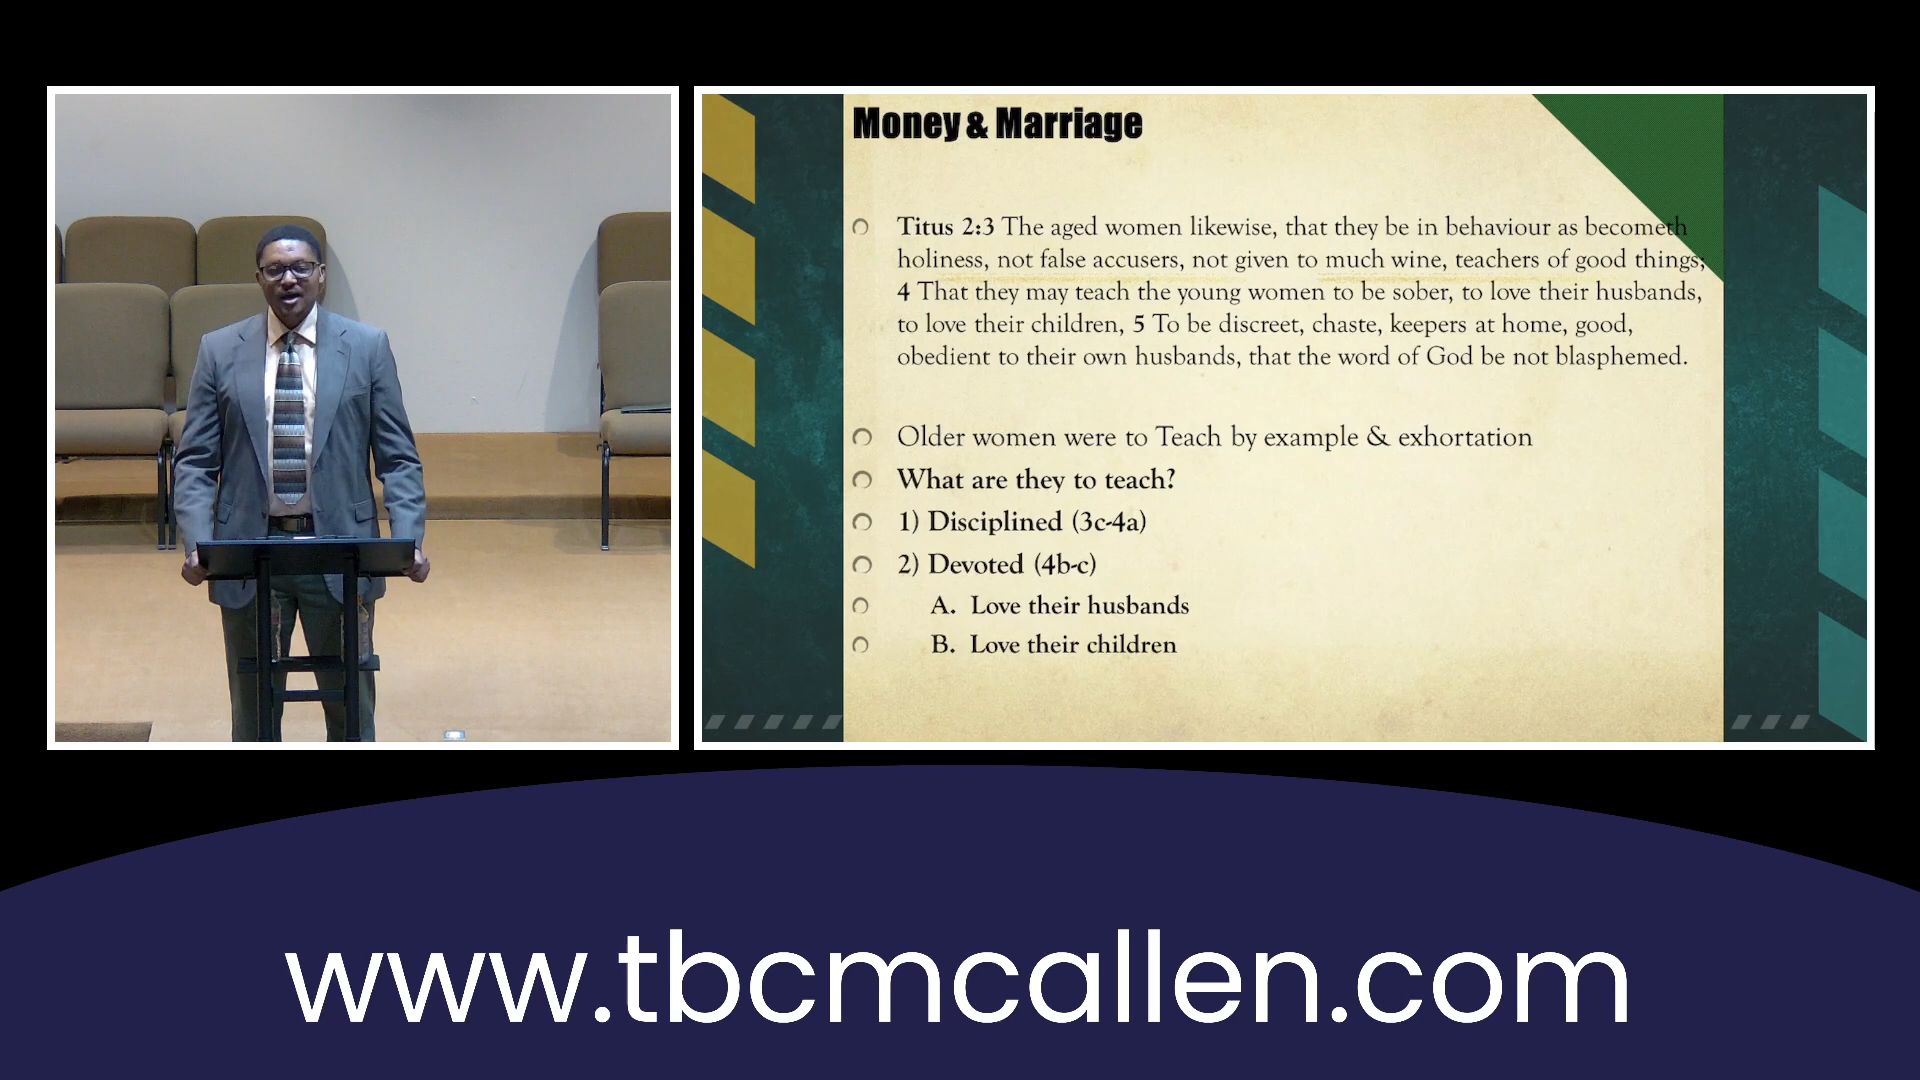 Money & Marriage
Titus 2:3 The aged women likewise, that they be in behaviour as becometh
holiness, not false accusers, not given to much wine, teachers of good things;
4 That they may teach the young women to be sober, to love their husbands,
to love their children, 5 To be discreet, chaste, keepers at home, good,
obedient to their own husbands, that the word of God be not blasphemed.
Older women were to Teach by example & exhortation
What are they to teach?
1) Disciplined (3c-4a)
2) Devoted (4b-c)
A. Love their husbands
B. Love their children
www.tbcmcallen.com